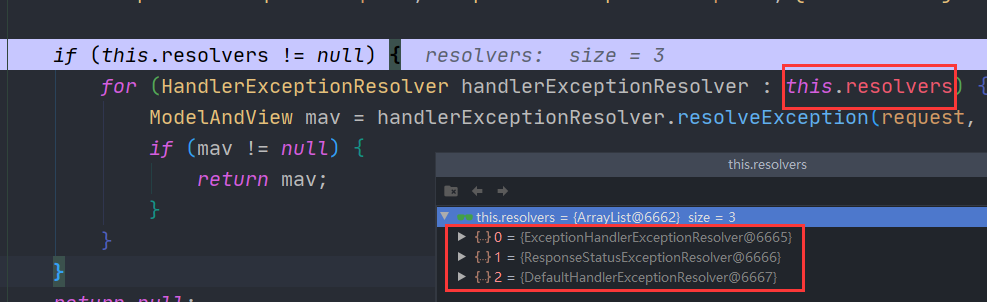 if (this.resolvers != null) { resolvers: size = 3
for (HandlerExceptionResolver handlerExceptionResolver : this.resolvers) {
ModelAndView mav = handlerExceptionResolver.resolveException(request,
if (mav != null) {
return mav;
}
}
}
return null;
this.resolvers
this.resolvers = {ArrayList@6662} size = 3
0 = {ExceptionHandlerExceptionResolver@6665}
1 = {ResponseStatusExceptionResolver@6666}
2 = {DefaultHandlerExceptionResolver@6667}